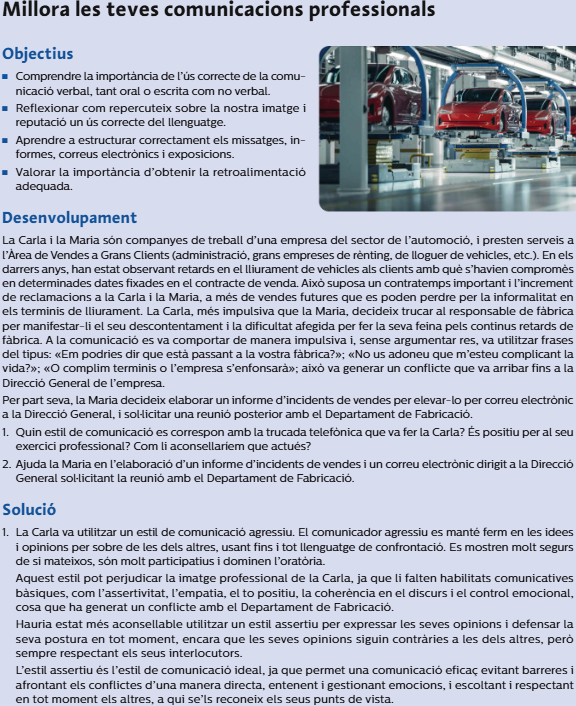 Millora les teves comunicacions professionals
Objectius
▪ Comprendre la importància de l'ús correcte de la comu-
nicació verbal, tant oral o escrita com no verbal.
▪ Reflexionar com repercuteix sobre la nostra imatge i
reputació un ús correcte del llenguatge.
▪ Aprendre a estructurar correctament els missatges, in-
formes, correus electrònics i exposicions.
▪ Valorar la importància d'obtenir la retroalimentació
adequada.
Desenvolupament
La Carla i la Maria són companyes de treball d'una empresa del sector de l'automoció, i presten serveis a
l'Àrea de Vendes a Grans Clients (administració, grans empreses de rènting, de lloguer de vehicles, etc.). En els
darrers anys, han estat observant retards en el lliurament de vehicles als clients amb què s'havien compromès
en determinades dates fixades en el contracte de venda. Això suposa un contratemps important i l'increment
de reclamacions a la Carla i la Maria, a més de vendes futures que es poden perdre per la informalitat en
els terminis de lliurament. La Carla, més impulsiva que la Maria, decideix trucar al responsable de fàbrica
per manifestar-li el seu descontentament i la dificultat afegida per fer la seva feina pels continus retards de
fàbrica. A la comunicació es va comportar de manera impulsiva i, sense argumentar res, va utilitzar frases
del tipus: «Em podries dir que està passant a la vostra fàbrica?»; «No us adoneu que m'esteu complicant la
vida?»; «O complim terminis o l'empresa s'enfonsarà»; això va generar un conflicte que va arribar fins a la
Direcció General de l'empresa.
Per part seva, la Maria decideix elaborar un informe d'incidents de vendes per elevar-lo per correu electrònic
a la Direcció General, i sol·licitar una reunió posterior amb el Departament de Fabricació.
1. Quin estil de comunicació es correspon amb la trucada telefònica que va fer la Carla? És positiu per al seu
exercici professional? Com li aconsellaríem que actués?
2. Ajuda la Maria en l'elaboració d'un informe d'incidents de vendes i un correu electrònic dirigit a la Direcció
General sol·licitant la reunió amb el Departament de Fabricació.
Solució
1. La Carla va utilitzar un estil de comunicació agressiu. El comunicador agressiu es manté ferm en les idees
i opinions per sobre de les dels altres, usant fins i tot llenguatge de confrontació. Es mostren molt segurs
de si mateixos, són molt participatius i dominen l'oratòria.
Aquest estil pot perjudicar la imatge professional de la Carla, ja que li falten habilitats comunicatives
bàsiques, com l'assertivitat, l'empatia, el to positiu, la coherència en el discurs i el control emocional,
cosa que ha generat un conflicte amb el Departament de Fabricació.
Hauria estat més aconsellable utilitzar un estil assertiu per expressar les seves opinions i defensar la
seva postura en tot moment, encara que les seves opinions siguin contràries a les dels altres, però
sempre respectant els seus interlocutors.
L'estil assertiu és l'estil de comunicació ideal, ja que permet una comunicació eficaç evitant barreres i
afrontant els conflictes d'una manera directa, entenent i gestionant emocions, i escoltant i respectant
en tot moment els altres, a qui se'ls reconeix els seus punts de vista.